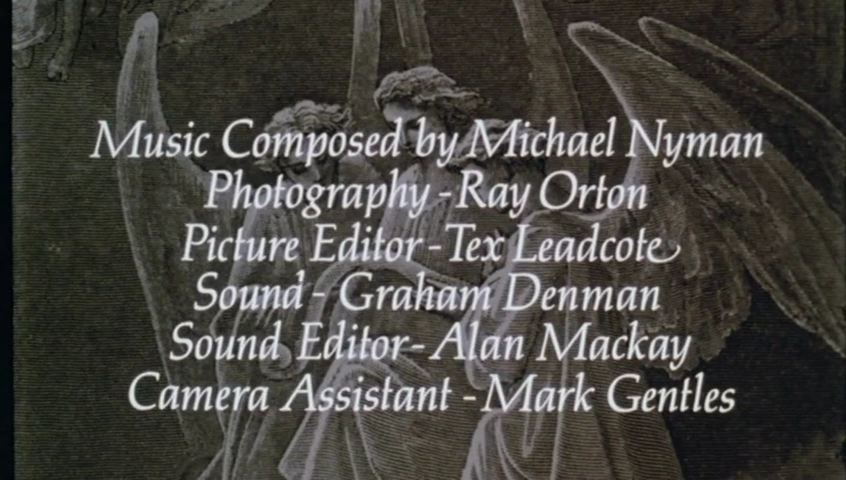 Music Composed by Michael Nyman
Photography - Ray Orton
Picture Editor - Tex Leadcote
Sound - Graham Denman
Sound Editor - Alan Mackay
Camera Assistant - Mark Gentles